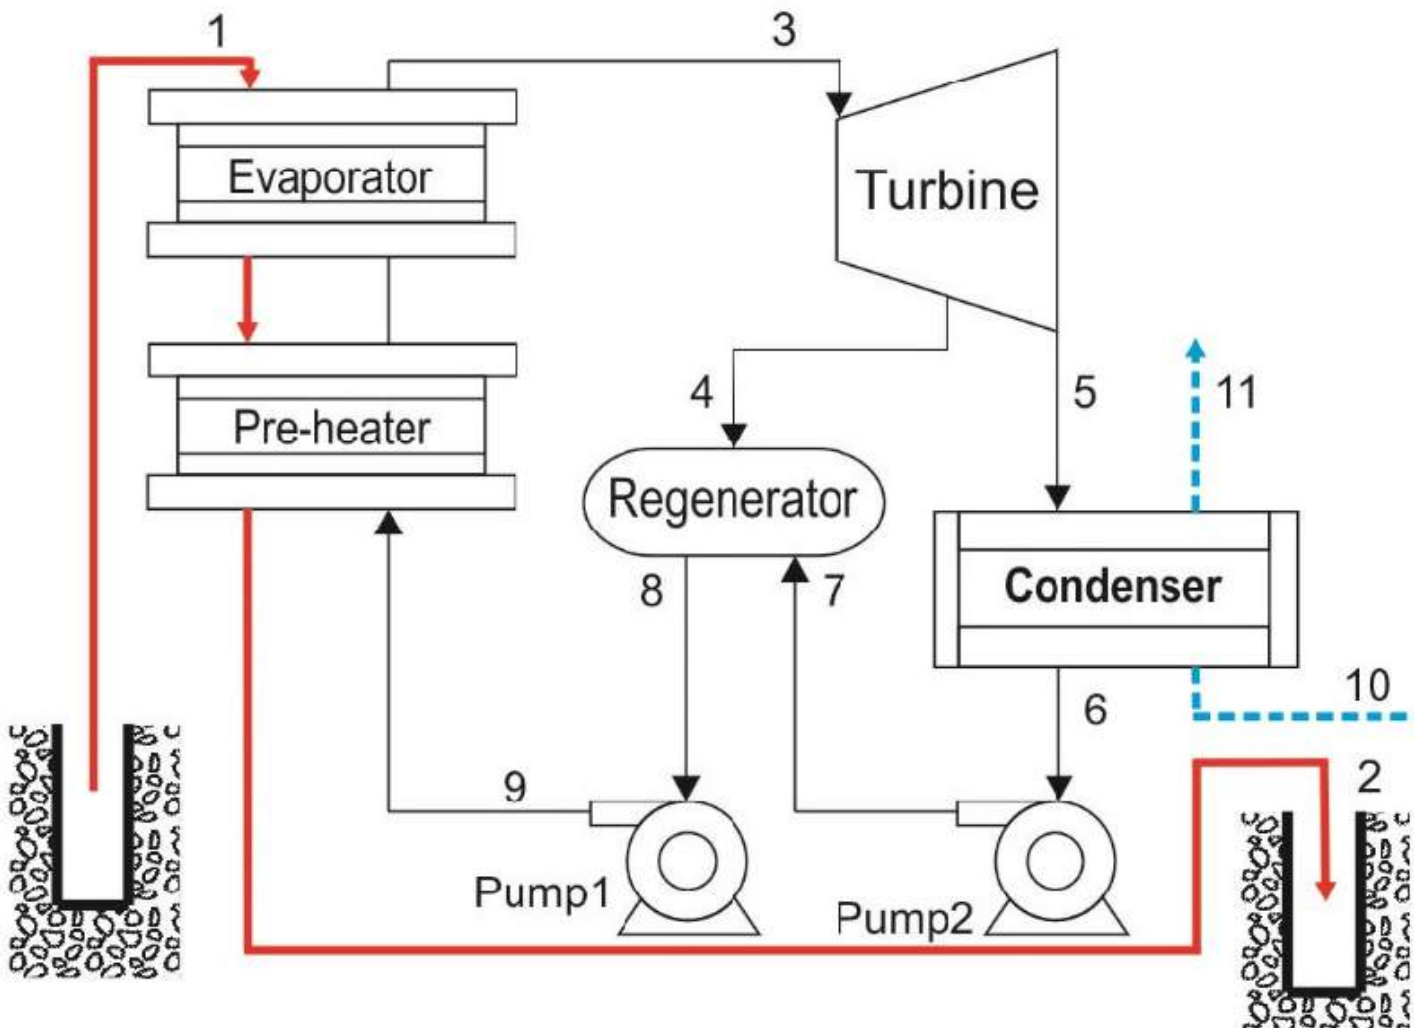 1
3
Evaporator
Turbine
4
5
11
Pre-heater
Regenerator
8
7
Condenser
6
10
9
2
Pump1
Pump2